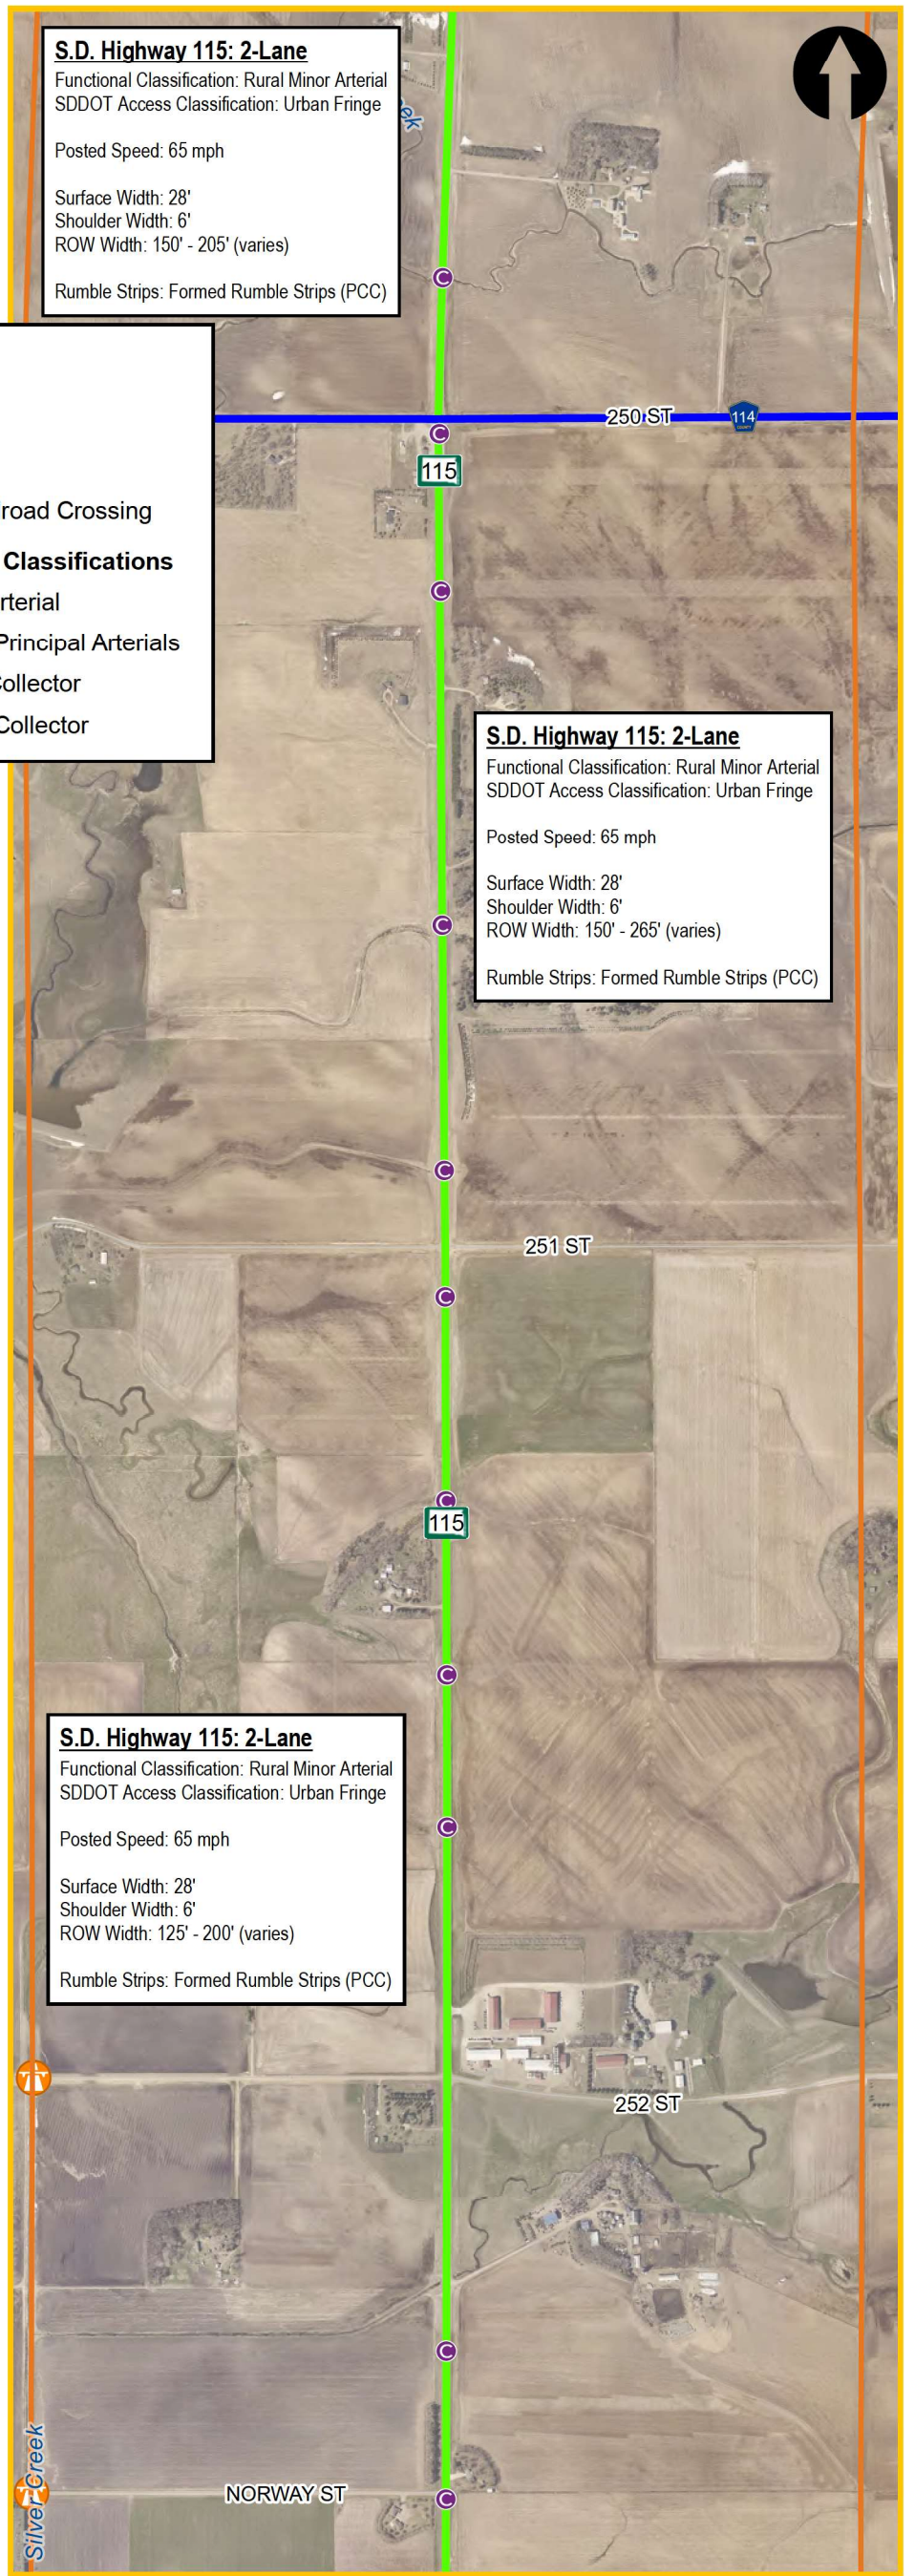 S.D. Highway 115: 2-Lane
Functional Classification: Rural Minor Arterial
SDDOT Access Classification: Urban Fringe
Posted Speed: 65 mph
Surface Width: 28'
Shoulder Width: 6'
ROW Width: 150' - 205' (varies)
Rumble Strips: Formed Rumble Strips (PCC)
ek
C
250 ST
114
COUNTY
C
115
road Crossing
Classifications
rterial
Principal Arterials
Collector
Collector
C
S.D. Highway 115: 2-Lane
Functional Classification: Rural Minor Arterial
SDDOT Access Classification: Urban Fringe
Posted Speed: 65 mph
Surface Width: 28'
Shoulder Width: 6'
ROW Width: 150' - 265' (varies)
Rumble Strips: Formed Rumble Strips (PCC)
C
C
251 ST
C
C
115
C
S.D. Highway 115: 2-Lane
Functional Classification: Rural Minor Arterial
SDDOT Access Classification: Urban Fringe
Posted Speed: 65 mph
Surface Width: 28'
Shoulder Width: 6'
ROW Width: 125' - 200' (varies)
Rumble Strips: Formed Rumble Strips (PCC)
C
252 ST
C
Silver Creek
NORWAY ST
C